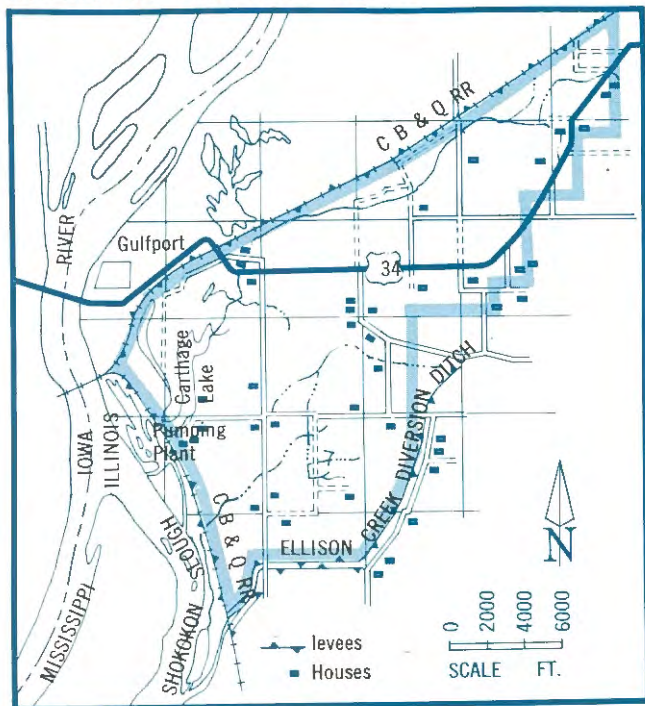 C B & Q RR
RIVER
Gulfport
34
Carthage
Lake
Pumping
Plant
IOWA
ILLINOIS
C B & Q RR
ELLISON CREEK DIVERSION DITCH
MISSISSIPPI
SHOKOKON SLOUGH
N
levees
Houses
0 2000 4000 6000
SCALE FT.